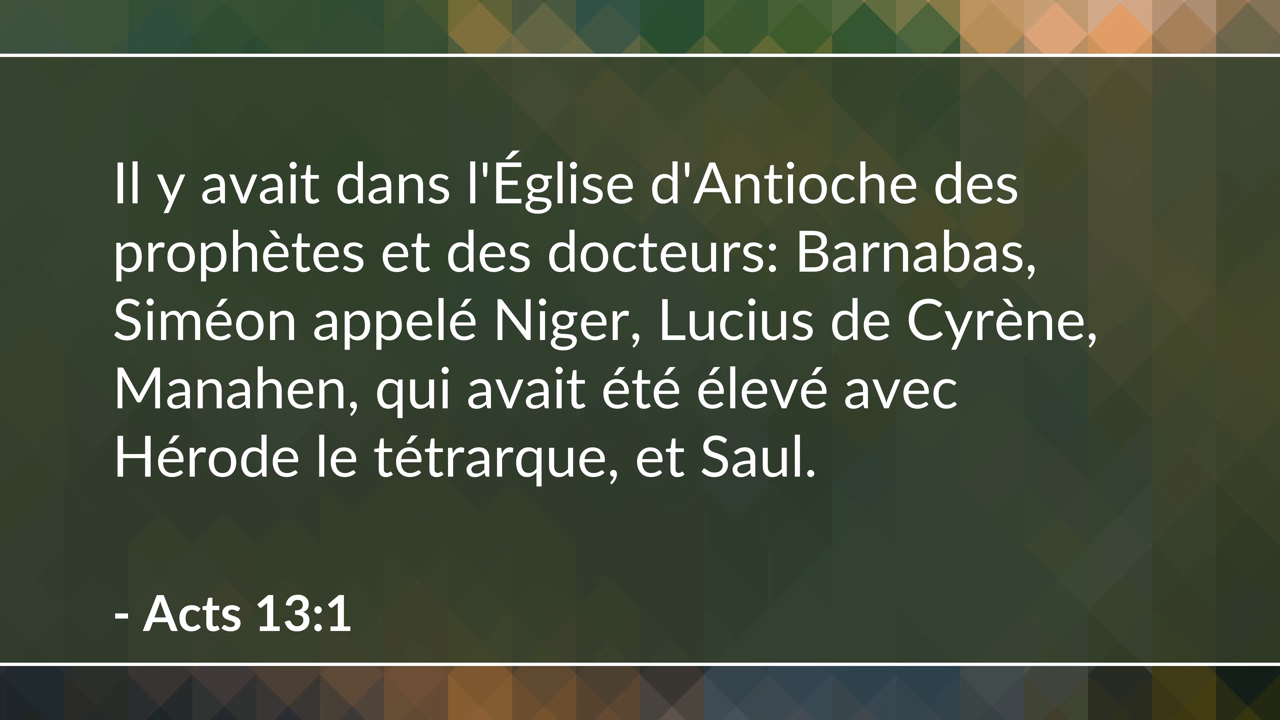 Il y avait dans l'Église d'Antioche des
prophètes et des docteurs: Barnabas,
Siméon appelé Niger, Lucius de Cyrène,
Manahen, qui avait été élevé avec
Hérode le tétrarque, et Saul.
- Acts 13:1